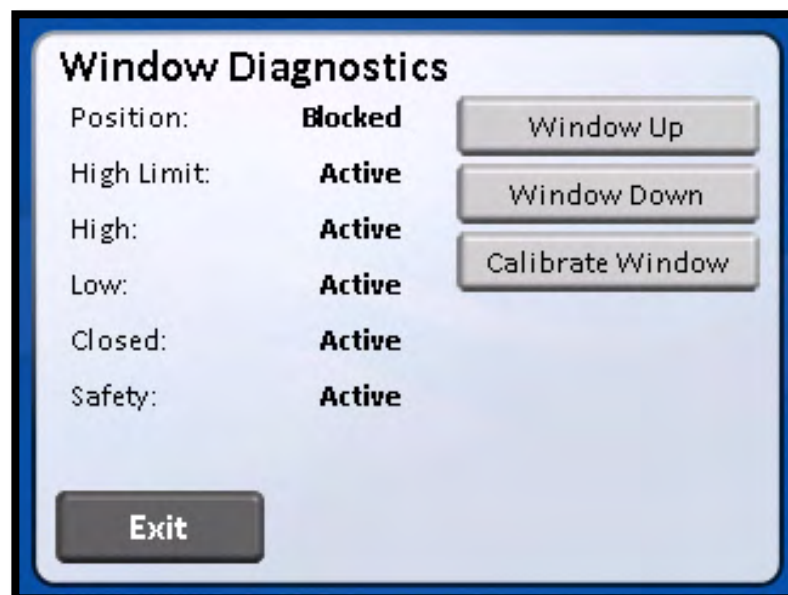 Window Diagnostics
Position: Blocked
Window Up
High Limit: Active
Window Down
High: Active
Calibrate Window
Low: Active
Closed: Active
Safety: Active
Exit